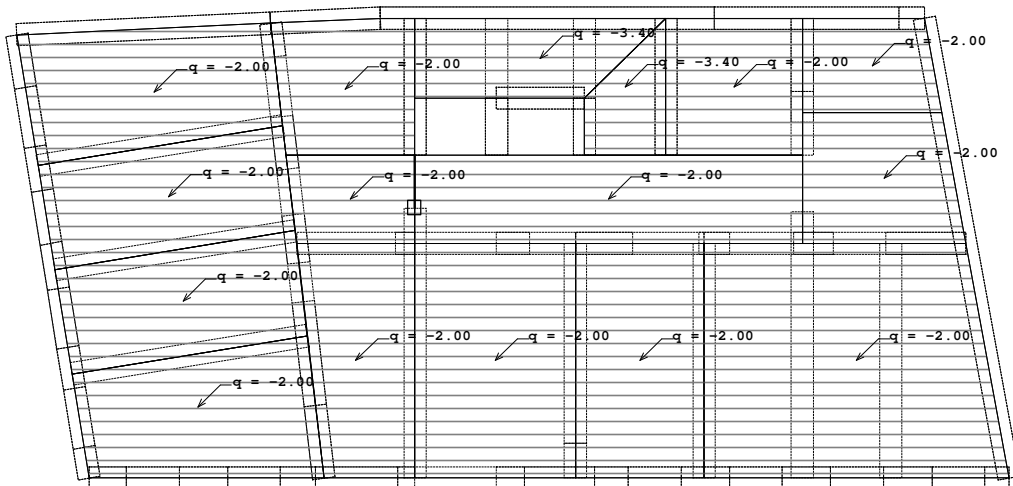 q = -3.40
q = -2.00
q = -2.00
q = -2.00
q = -3.40
q = -2.00
q = -2.00
q = -2.00
q = -2.00
q = -2.00
q = -2.00
q = -2.00
q = -2.00
q = -2.00
q = -2.00
q = -2.00